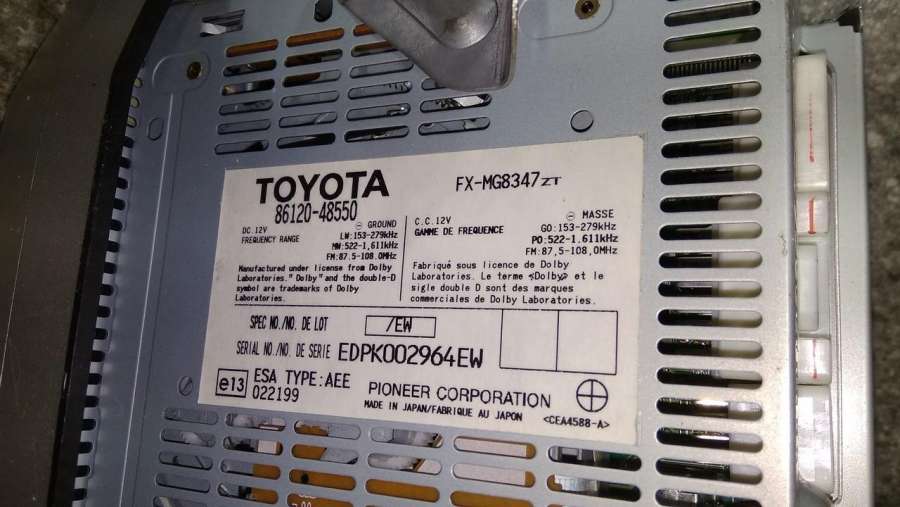 TOYOTA
86120-48550
FX-MG8347ZT
DC.12V ⊖ GROUND
FREQUENCY RANGE LW:153-279kHz
MW:522-1,611kHz
FM:87.5-108.0MHz
C.C.12V ⊖ MASSE
GAMME DE FREQUENCE GO:153-279kHz
PO:522-1.611kHz
FM:87,5-108,0MHz
Manufactured under license from Dolby
Laboratories." Dolby" and the double-D
symbol are trademarks of Dolby
Laboratories.
Fabriqué sous licence de Dolby
Laboratories. Le terme «Dolby» et le
sigle double D sont des marques
commerciales de Dolby Laboratories.
SPEC NO./NO. DE LOT /EW
SERIAL NO./NO. DE SERIE EDPK002964EW
e13 ESA TYPE:AEE
022199
PIONEER CORPORATION
MADE IN JAPAN/FABRIQUE AU JAPON
<CEA4588-A>